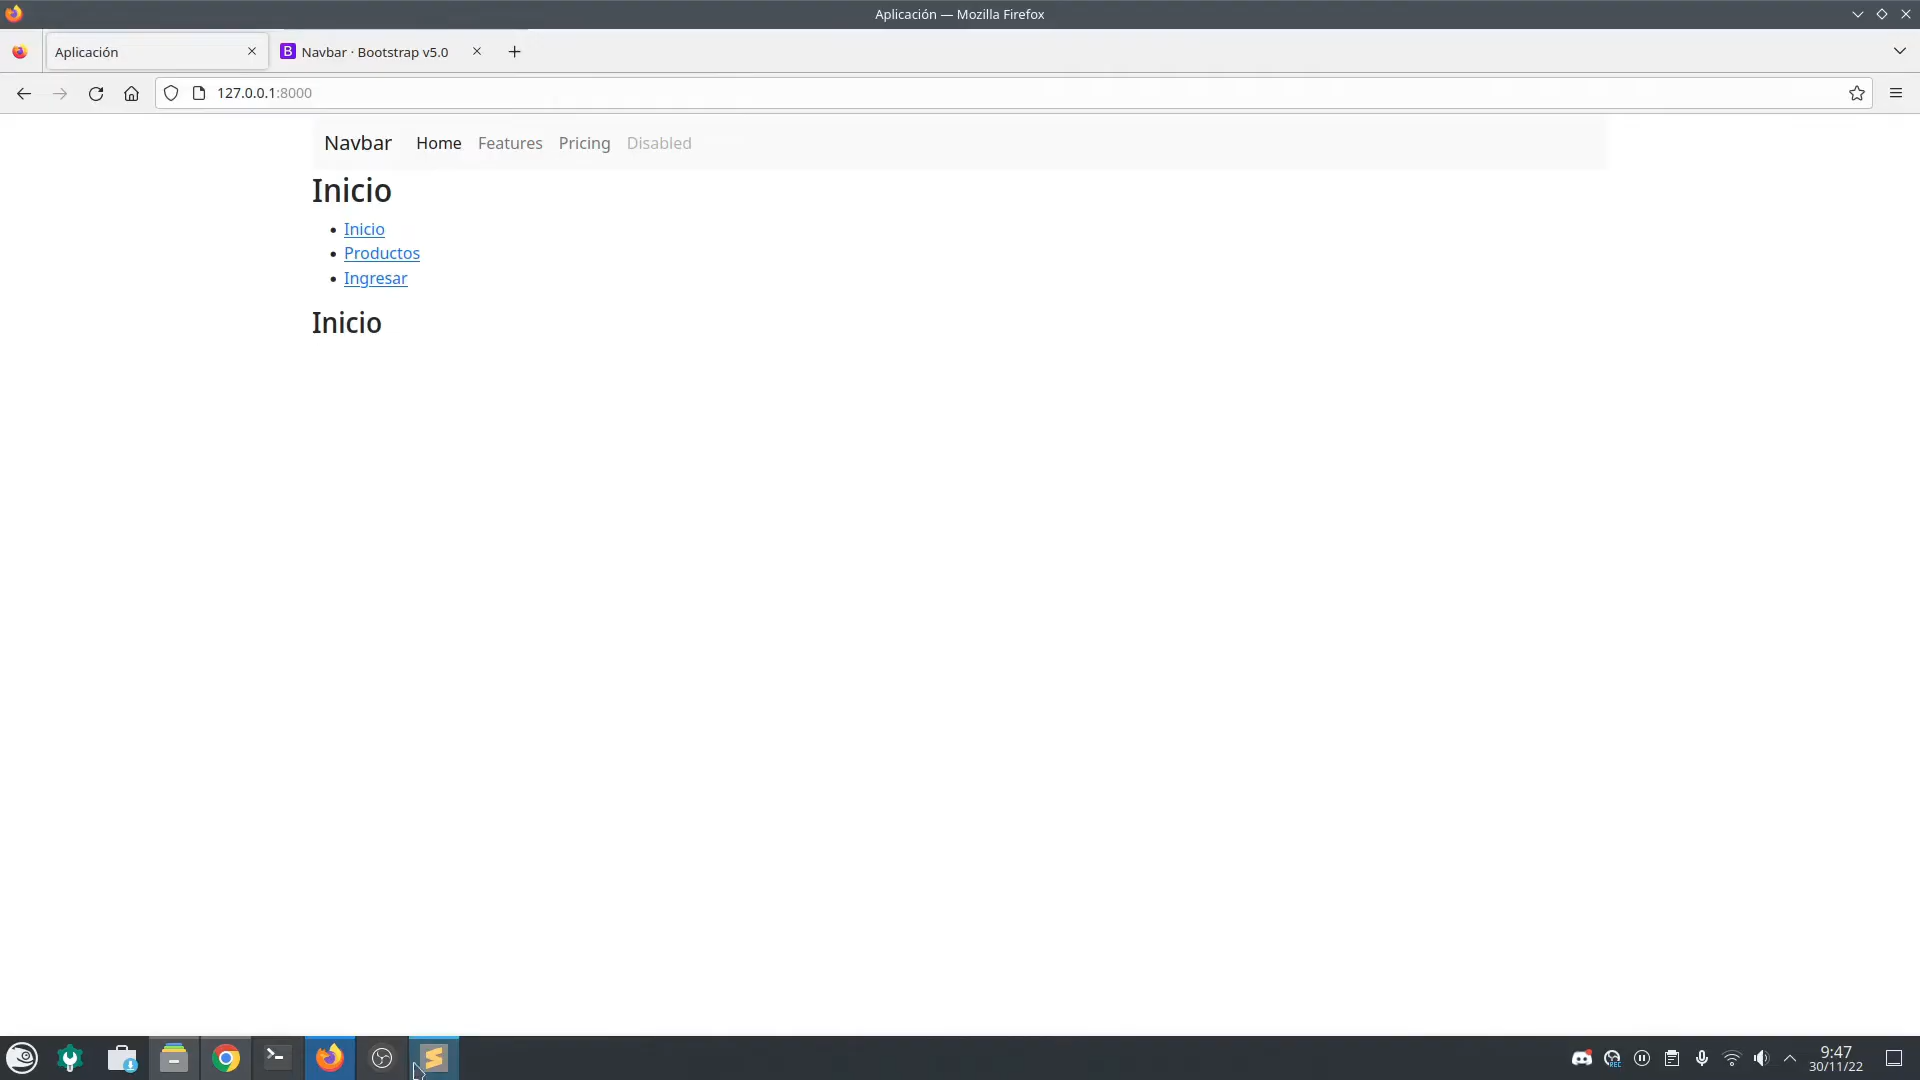 Aplicación — Mozilla Firefox
Aplicación
B Navbar · Bootstrap v5.0
127.0.0.1:8000
Navbar Home Features Pricing Disabled
Inicio
Inicio
Productos
Ingresar
Inicio
REC
9:47
30/11/22